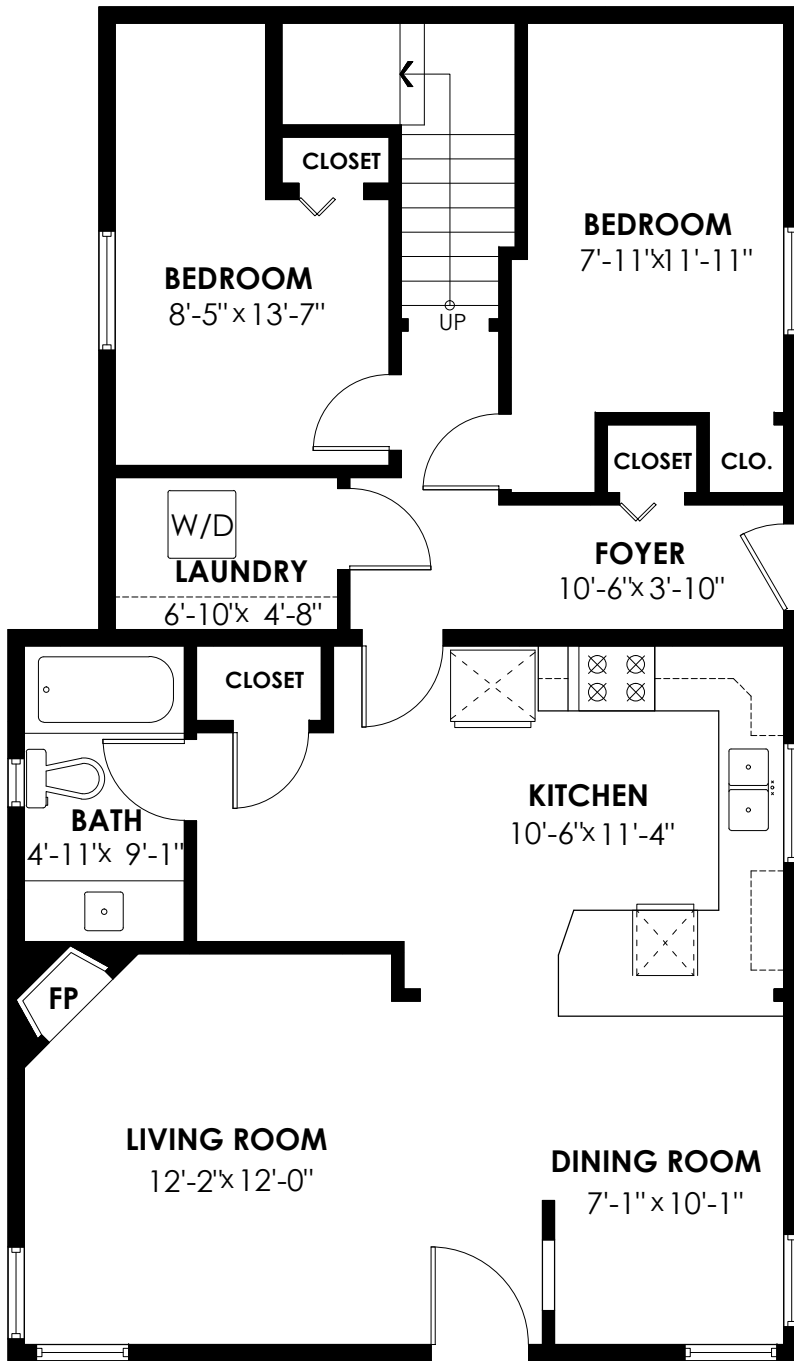 CLOSET
BEDROOM
7'-11"x11'-11"
BEDROOM
8'-5" x 13'-7"
UP
CLOSET
CLO.
W/D
LAUNDRY
6'-10'x 4'-8"
FOYER
10'-6"x 3'-10"
CLOSET
KITCHEN
10'-6"x 11'-4"
BATH
4'-11"x 9'-1"
FP
LIVING ROOM
12'-2"x 12'-0"
DINING ROOM
7'-1" x 10'-1"